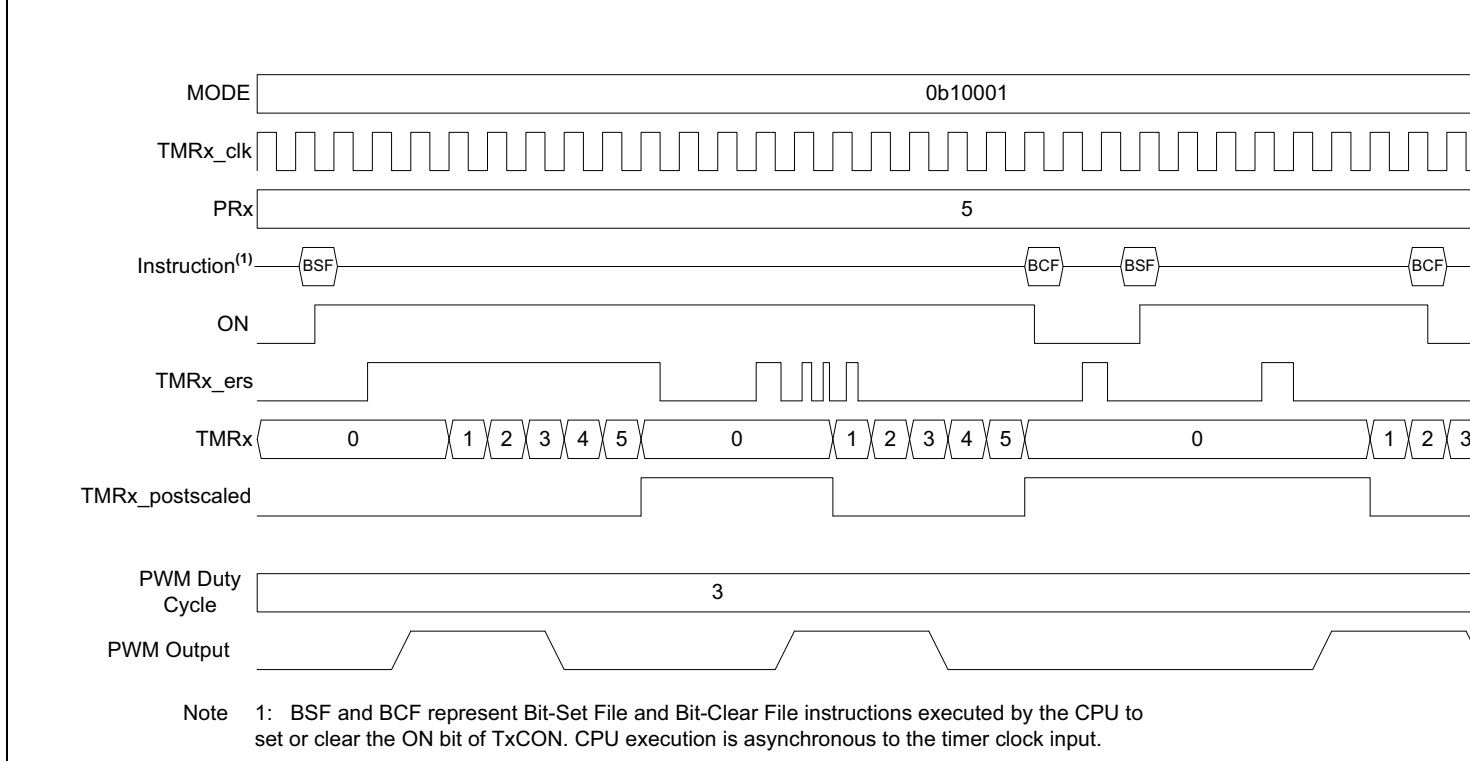 MODE 0b10001
TMRx_clk
PRx 5
Instruction(1) BSF BCF BSF BCF
ON
TMRx_ers
TMRx 0 1 2 3 4 5 0 1 2 3 4 5 0 1 2 3
TMRx_postscaled
PWM Duty
Cycle 3
PWM Output
Note 1: BSF and BCF represent Bit-Set File and Bit-Clear File instructions executed by the CPU to
set or clear the ON bit of TxCON. CPU execution is asynchronous to the timer clock input.